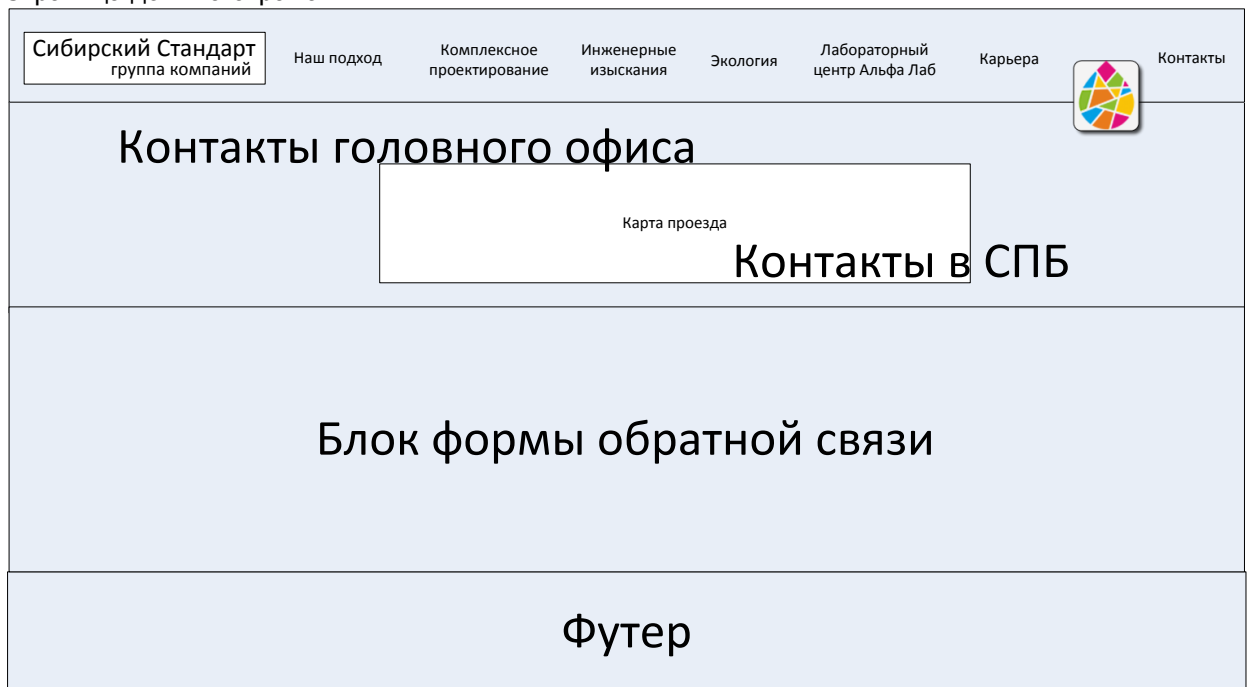 Сибирский Стандарт
группа компаний
Наш подход
Комплексное
проектирование
Инженерные
изыскания
Экология
Лабораторный
центр Альфа Лаб
Карьера
Контакты
Контакты головного офиса
Карта проезда
Контакты в СПБ
Блок формы обратной связи
Футер